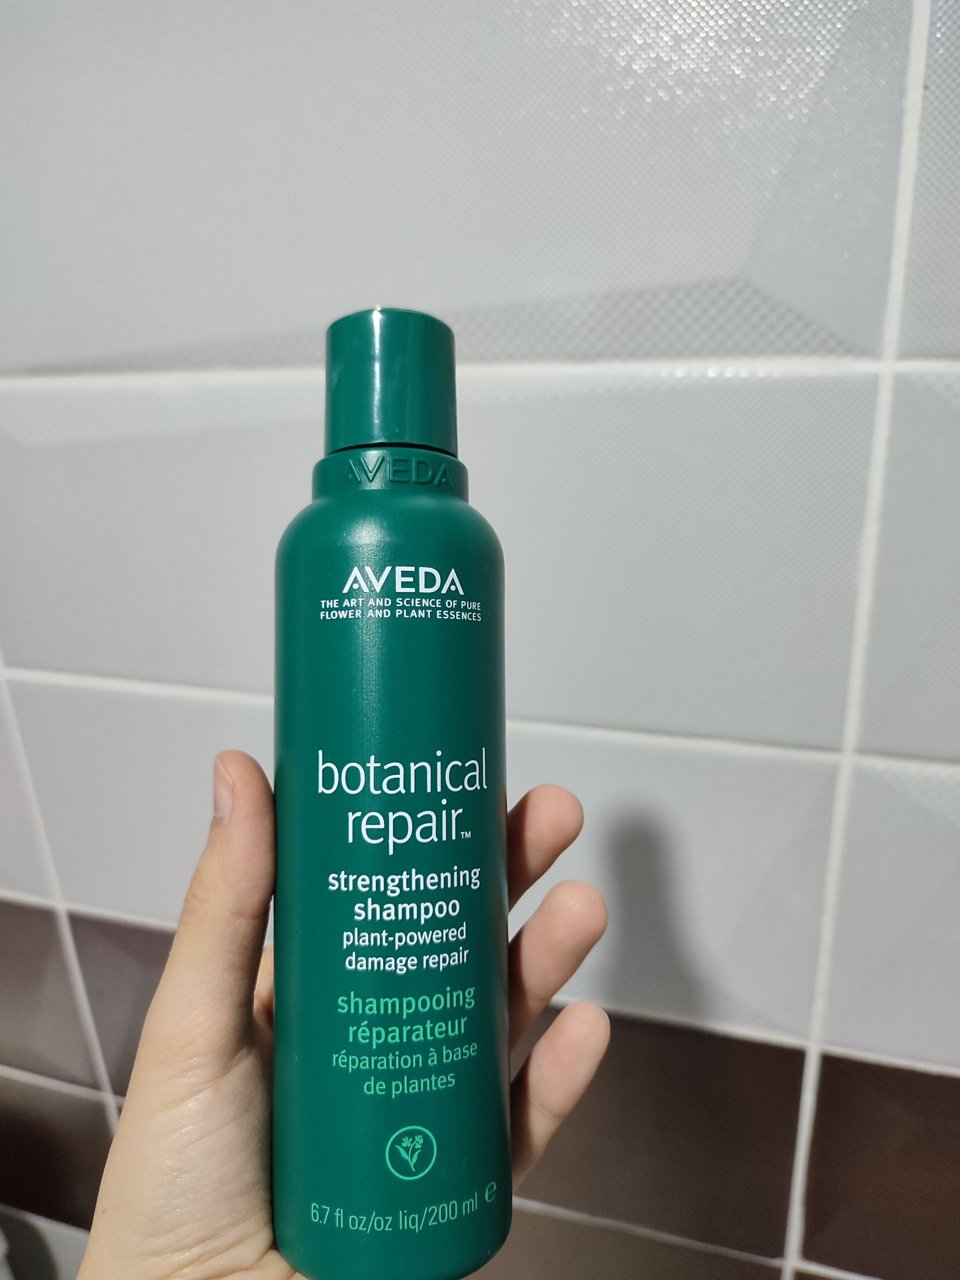 AVEDA
AVEDA
THE ART AND SCIENCE OF PURE
FLOWER AND PLANT ESSENCES
botanical
repair™
strengthening
shampoo
plant-powered
damage repair
shampooing
réparateur
réparation à base
de plantes
6.7 fl oz/oz liq/200 ml ℮